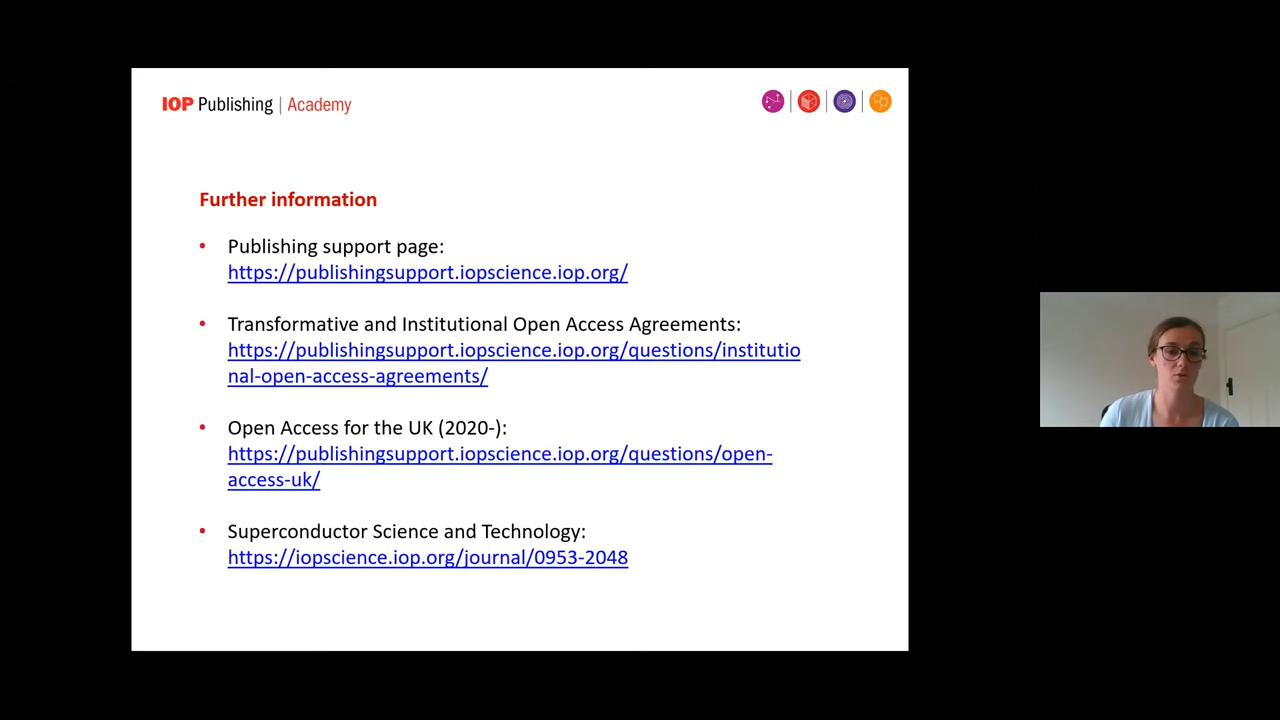 IOP Publishing | Academy
Further information
• Publishing support page:
https://publishingsupport.iopscience.iop.org/
• Transformative and Institutional Open Access Agreements:
https://publishingsupport.iopscience.iop.org/questions/institutio
nal-open-access-agreements/
• Open Access for the UK (2020-):
https://publishingsupport.iopscience.iop.org/questions/open-
access-uk/
• Superconductor Science and Technology:
https://iopscience.iop.org/journal/0953-2048